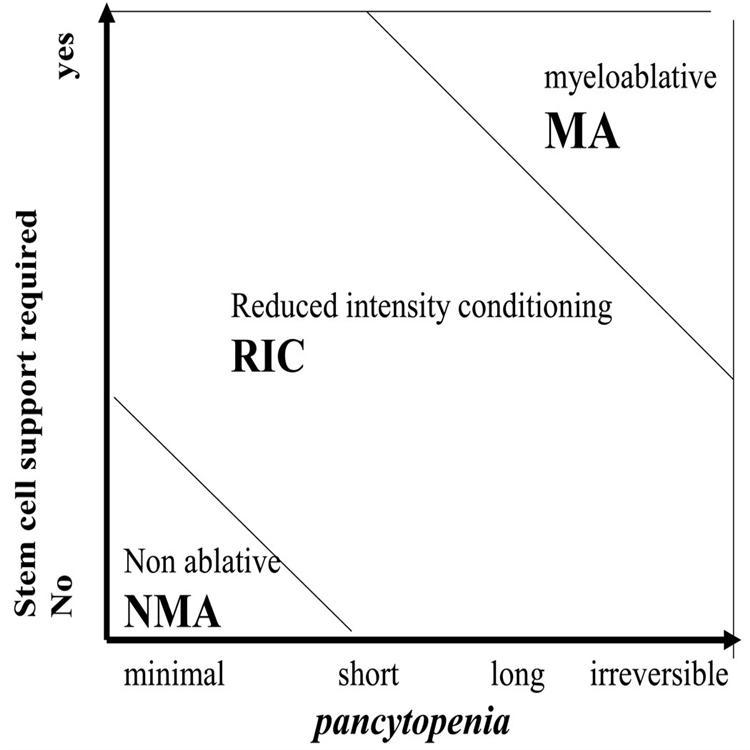 yes
Stem cell support required
No
myeloablative
MA
Reduced intensity conditioning
RIC
Non ablative
NMA
minimal short long irreversible
pancytopenia